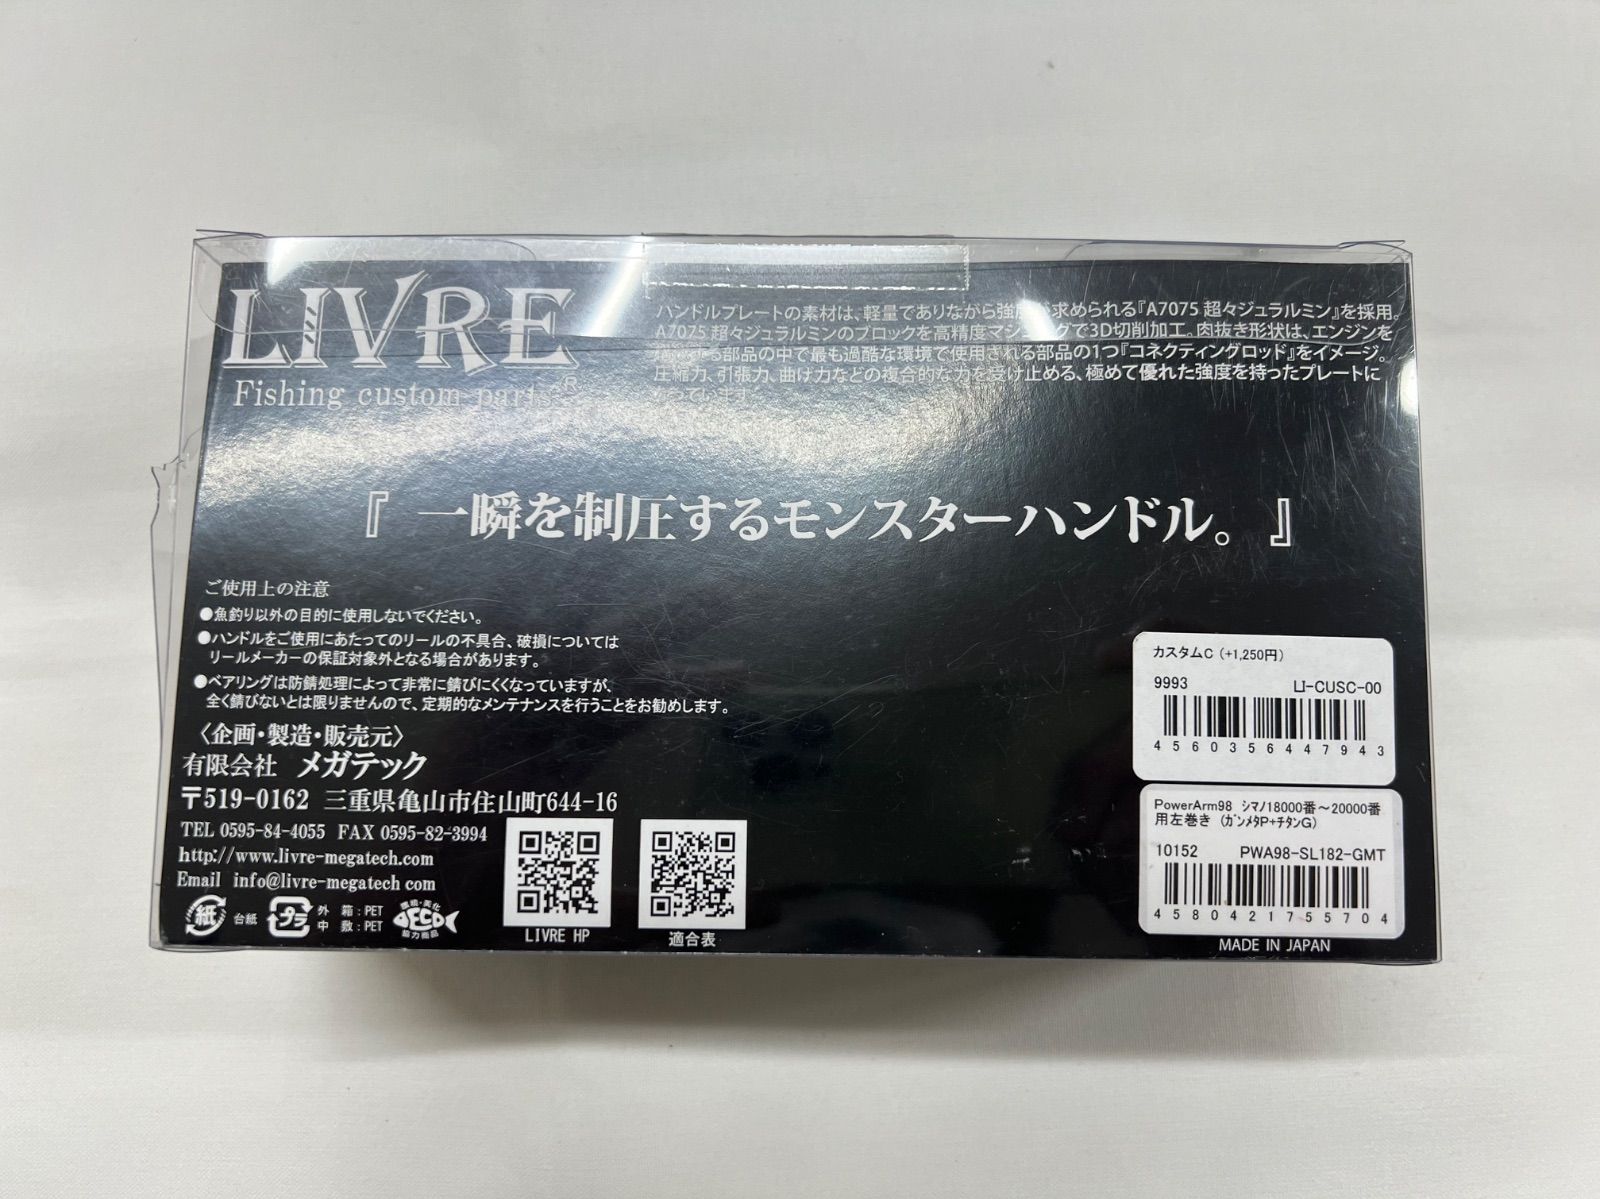 LIVRE
Fishing custom parts®
ハンドルプレートの素材は、軽量でありながら強度が求められる『A7075 超々ジュラルミン』を採用。
A7075 超々ジュラルミンのブロックを高精度マシニングで3D切削加工。肉抜き形状は、エンジンを
する部品の中で最も過酷な環境で使用される部品の1つ『コネクティングロッド』をイメージ。
圧縮力、引張力、曲げ力などの複合的な力を受け止める、極めて優れた強度を持ったプレートに
なっています。
『 一瞬を制圧するモンスターハンドル。』
ご使用上の注意
●魚釣り以外の目的に使用しないでください。
●ハンドルをご使用にあたってのリールの不具合、破損については
リールメーカーの保証対象外となる場合があります。
●ベアリングは防錆処理によって非常に錆びにくくなっていますが、
全く錆びないとは限りませんので、定期的なメンテナンスを行うことをお勧めします。
〈企画・製造・販売元〉
有限会社 メガテック
〒519-0162 三重県亀山市住山町644-16
TEL 0595-84-4055 FAX 0595-82-3994
http://www.livre-megatech.com
Email info@livre-megatech com
紙 台紙 プラ 外 箱：PET
中 敷：PET
環境・美化
AECO
協力商品
LIVRE HP
適合表
カスタムC (+1,250円)
9993 LI-CUSC-00
4560356447943
PowerArm98 ｼﾏﾉ18000番～20000番
用左巻き (ｶﾞﾝﾒﾀP+ﾁﾀﾝG)
10152 PWA98-SL182-GMT
4580421755704
MADE IN JAPAN